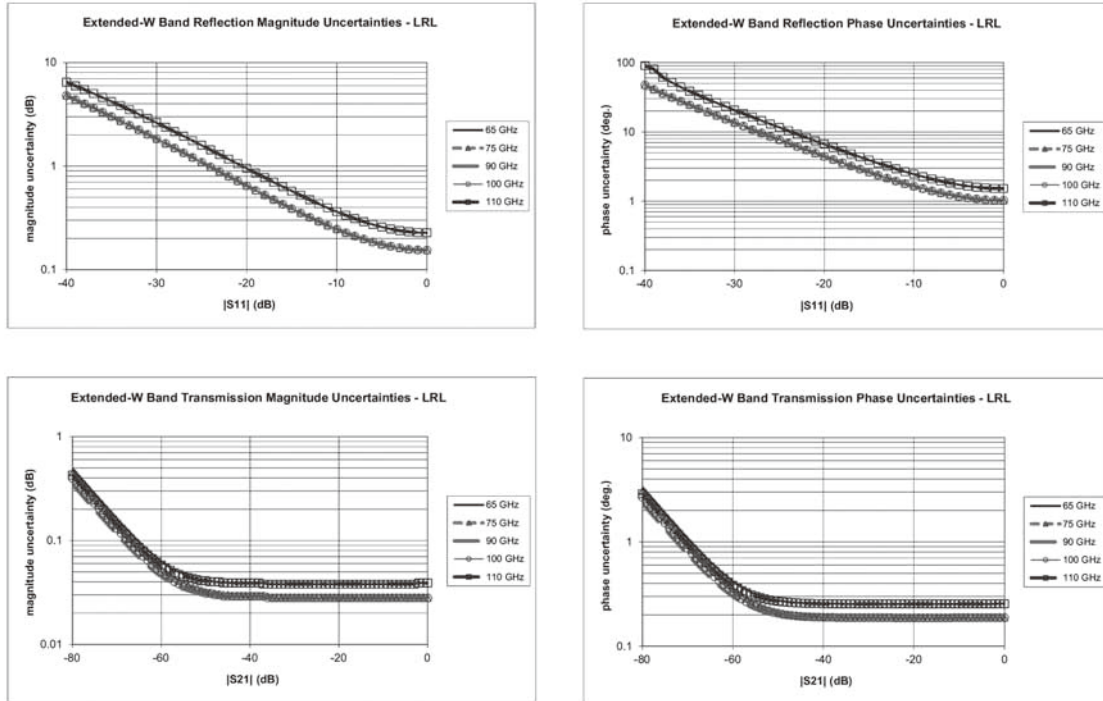 Extended-W Band Reflection Magnitude Uncertainties - LRL
magnitude uncertainty (dB)
10
1
0.1
-40
-30
-20
-10
0
|S11| (dB)
65 GHz
75 GHz
90 GHz
100 GHz
110 GHz
Extended-W Band Reflection Phase Uncertainties - LRL
phase uncertainty (deg.)
100
10
1
0.1
-40
-30
-20
-10
0
|S11| (dB)
65 GHz
75 GHz
90 GHz
100 GHz
110 GHz
Extended-W Band Transmission Magnitude Uncertainties - LRL
magnitude uncertainty (dB)
1
0.1
0.01
-80
-60
-40
-20
0
|S21| (dB)
65 GHz
75 GHz
90 GHz
100 GHz
110 GHz
Extended-W Band Transmission Phase Uncertainties - LRL
phase uncertainty (deg.)
10
1
0.1
-80
-60
-40
-20
0
|S21| (dB)
65 GHz
75 GHz
90 GHz
100 GHz
110 GHz